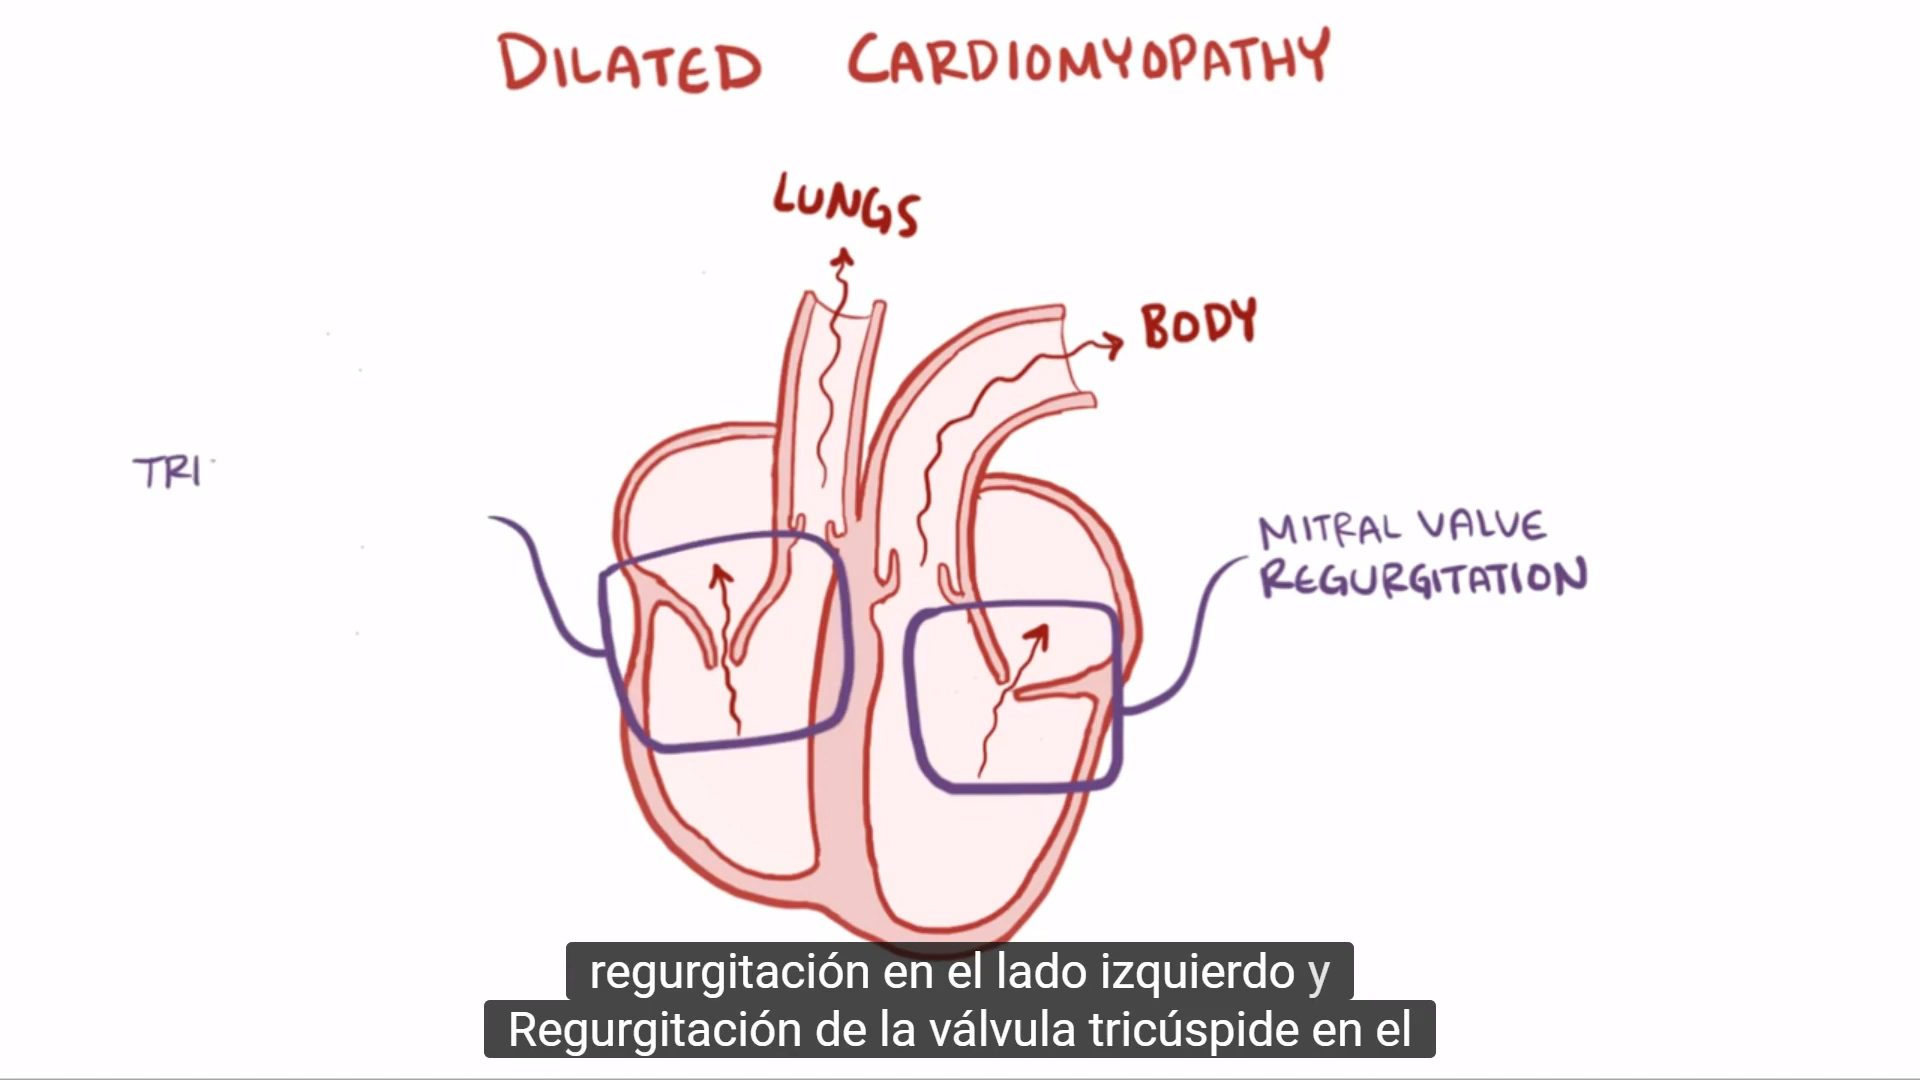 DILATED CARDIOMYOPATHY
LUNGS
BODY
TRI
MITRAL VALVE
REGURGITATION
regurgitación en el lado izquierdo y
Regurgitación de la válvula tricúspide en el